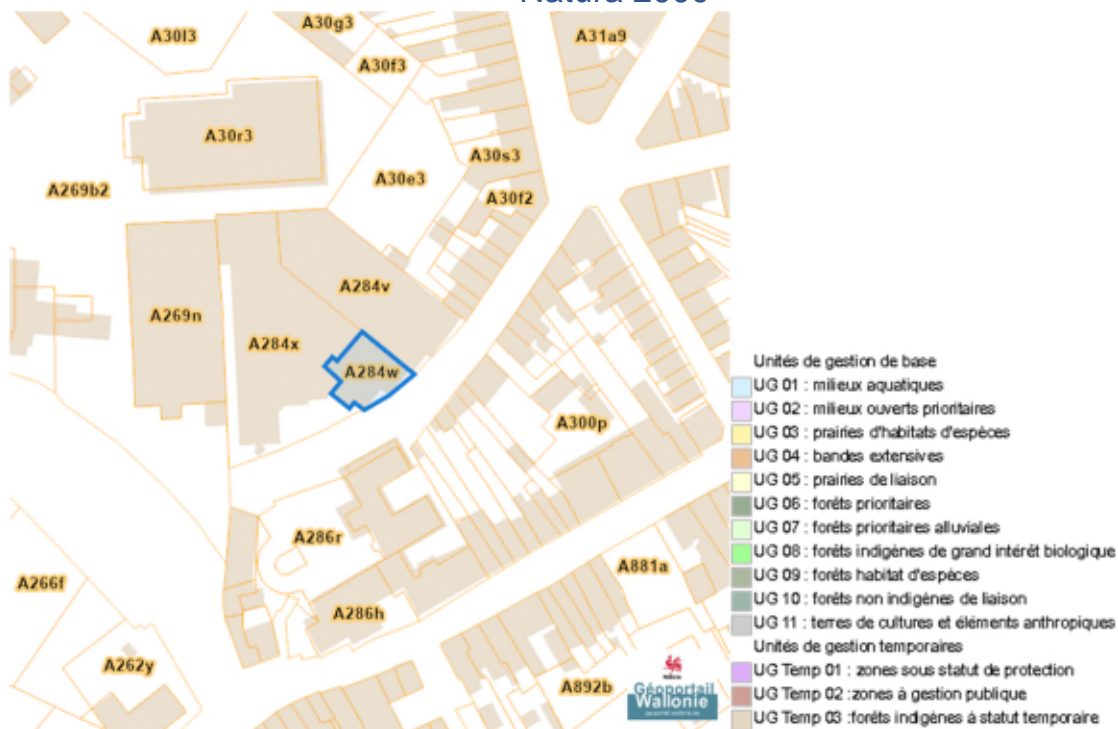 Natura 2000
A30l3
A30g3
A31a9
A30f3
A30r3
A30s3
A30e3
A269b2
A30f2
A284v
A269n
A284x
A284w
A300p
A286r
A881a
A266f
A286h
A262y
A892b
Wallonie
Géoportail
Wallonie
Unités de gestion de base
UG 01 : milieux aquatiques
UG 02 : milieux ouverts prioritaires
UG 03 : prairies d'habitats d'espèces
UG 04 : bandes extensives
UG 05 : prairies de liaison
UG 06 : forêts prioritaires
UG 07 : forêts prioritaires alluviales
UG 08 : forêts indigènes de grand intérêt biologique
UG 09 : forêts habitat d'espèces
UG 10 : forêts non indigènes de liaison
UG 11 : terres de cultures et éléments anthropiques
Unités de gestion temporaires
UG Temp 01 : zones sous statut de protection
UG Temp 02 :zones à gestion publique
UG Temp 03 :forêts indigènes à statut temporaire